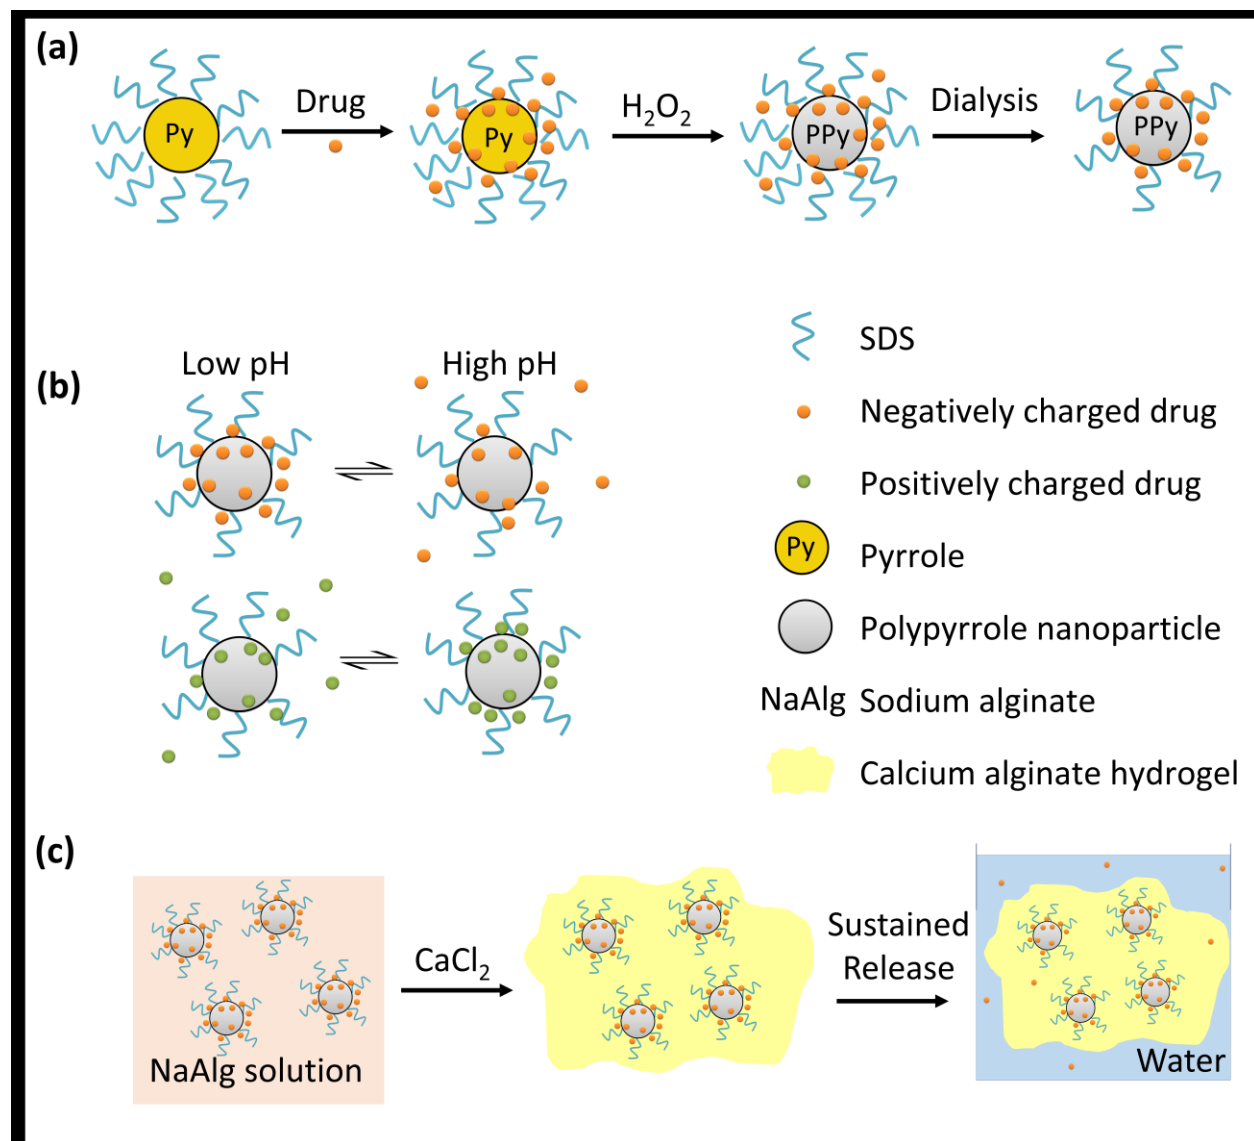 (a)
Py
Drug
Py
H₂O₂
PPy
Dialysis
PPy
(b)
Low pH
High pH
SDS
Negatively charged drug
Positively charged drug
Py
Pyrrole
Polypyrrole nanoparticle
NaAlg Sodium alginate
Calcium alginate hydrogel
(c)
NaAlg solution
CaCl₂
Sustained
Release
Water